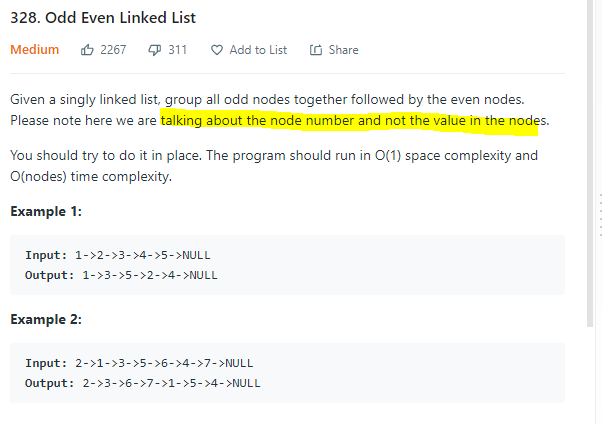 328. Odd Even Linked List
Medium 2267 311 Add to List Share
Given a singly linked list, group all odd nodes together followed by the even nodes.
Please note here we are talking about the node number and not the value in the nodes.
You should try to do it in place. The program should run in O(1) space complexity and
O(nodes) time complexity.
Example 1:
Input: 1->2->3->4->5->NULL
Output: 1->3->5->2->4->NULL
Example 2:
Input: 2->1->3->5->6->4->7->NULL
Output: 2->3->6->7->1->5->4->NULL